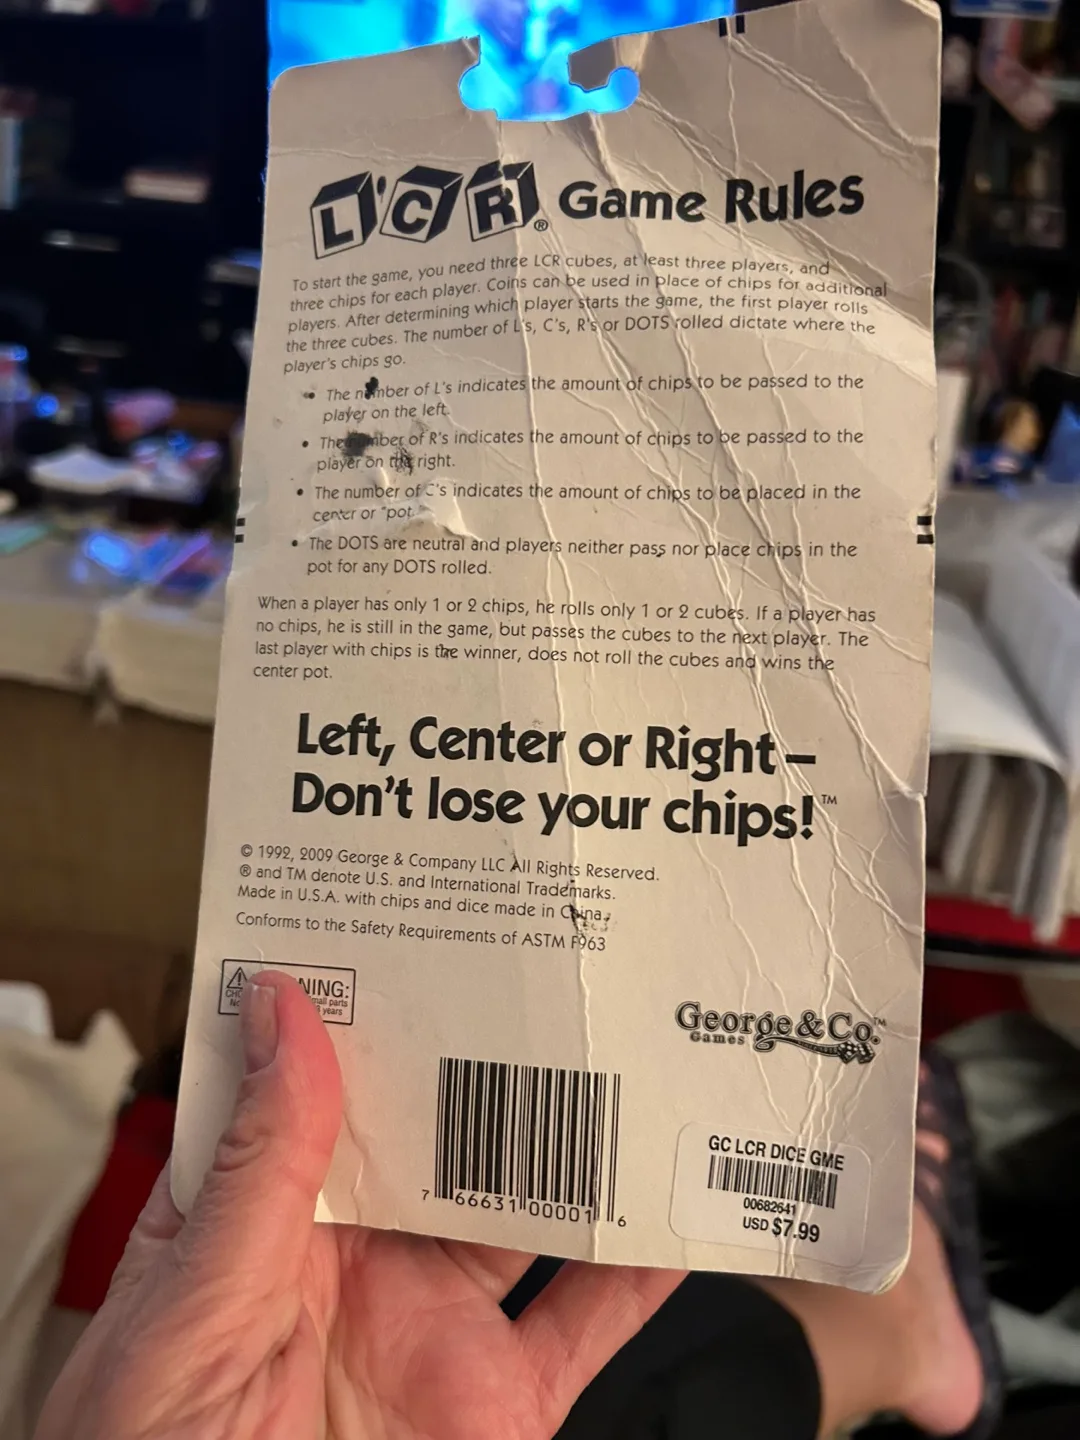 L'C'R® Game Rules
To start the game, you need three LCR cubes, at least three players, and
three chips for each player. Coins can be used in place of chips for additional
players. After determining which player starts the game, the first player rolls
the three cubes. The number of L's, C's, R's or DOTS rolled dictate where the
player's chips go.
• The number of L's indicates the amount of chips to be passed to the
player on the left.
• The number of R's indicates the amount of chips to be passed to the
player on the right.
• The number of C's indicates the amount of chips to be placed in the
center or "pot."
• The DOTS are neutral and players neither pass nor place chips in the
pot for any DOTS rolled.
When a player has only 1 or 2 chips, he rolls only 1 or 2 cubes. If a player has
no chips, he is still in the game, but passes the cubes to the next player. The
last player with chips is the winner, does not roll the cubes and wins the
center pot.
Left, Center or Right –
Don't lose your chips!™
© 1992, 2009 George & Company LLC All Rights Reserved.
® and TM denote U.S. and International Trademarks.
Made in U.S.A. with chips and dice made in China.
Conforms to the Safety Requirements of ASTM F963
NING:
mall parts
years
George & Co.™
Games
7 66631 00001 6
GC LCR DICE GME
00682641
USD $7.99